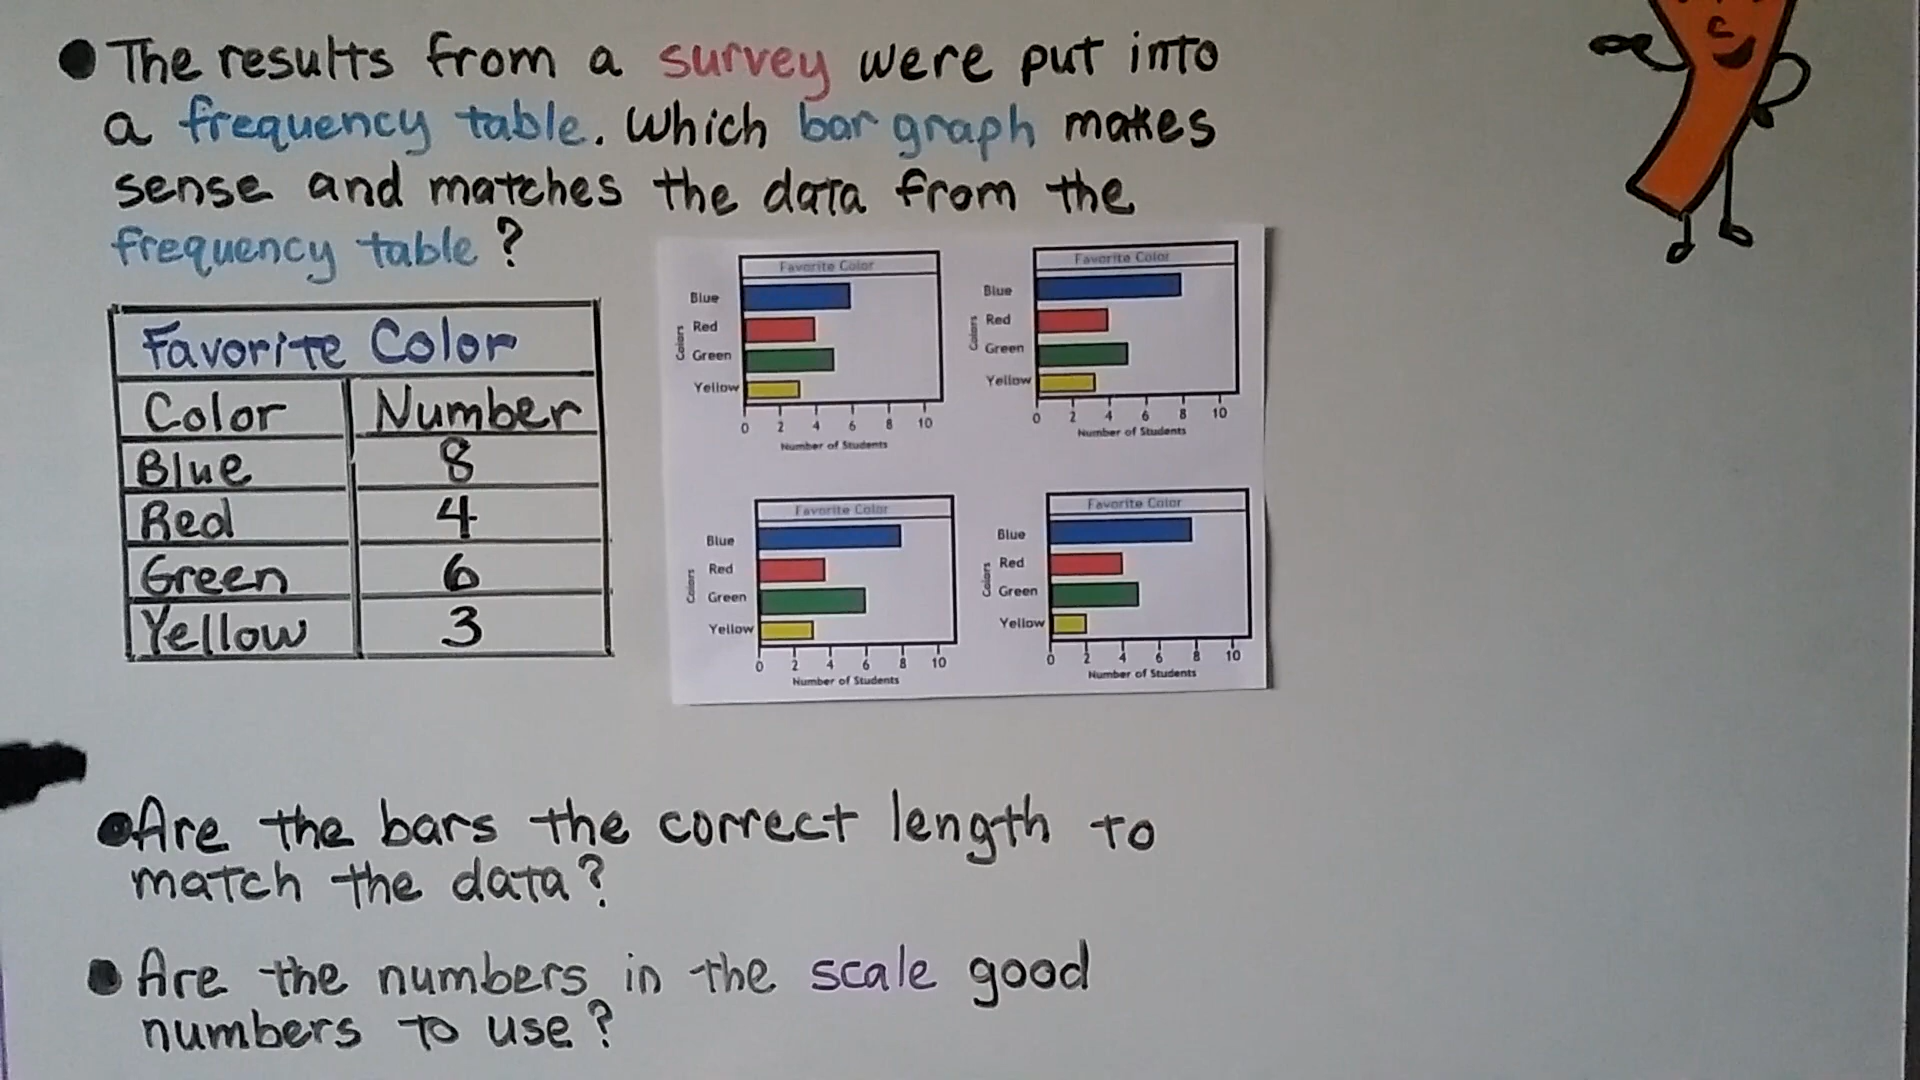 The results from a survey were put into
a frequency table. Which bar graph makes
sense and matches the data from the
frequency table?
Favorite Color
Color Number
Blue 8
Red 4
Green 6
Yellow 3
Favorite Color
Colors
Blue
Red
Green
Yellow
0 2 4 6 8 10
Number of Students
Favorite Color
Colors
Blue
Red
Green
Yellow
0 2 4 6 8 10
Number of Students
Favorite Color
Colors
Blue
Red
Green
Yellow
0 2 4 6 8 10
Number of Students
Favorite Color
Colors
Blue
Red
Green
Yellow
0 2 4 6 8 10
Number of Students
Are the bars the correct length to
match the data?
Are the numbers in the scale good
numbers to use?